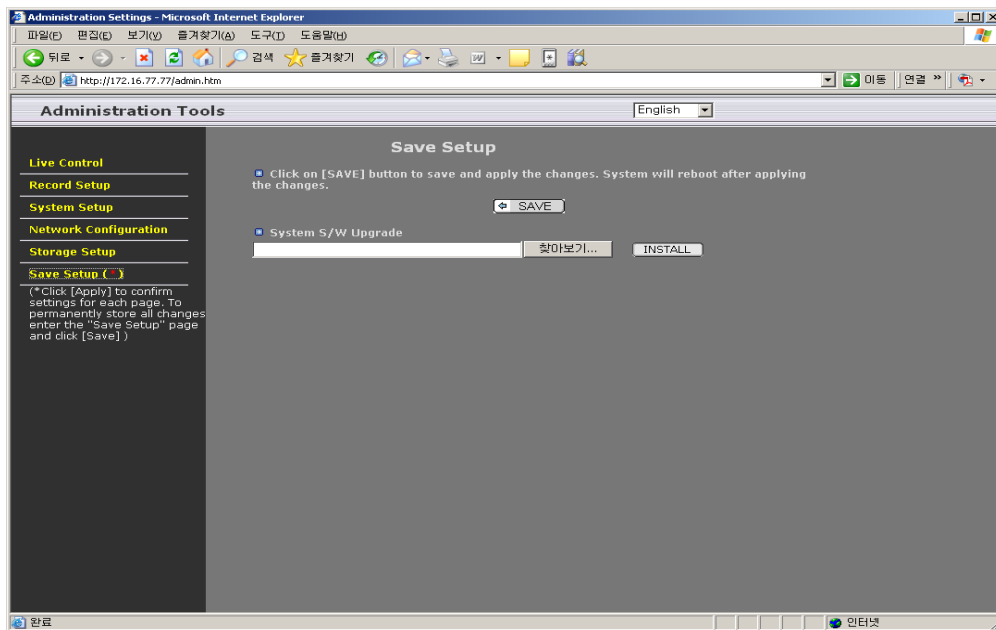 Administration Settings - Microsoft Internet Explorer
파일(F) 편집(E) 보기(V) 즐겨찾기(A) 도구(T) 도움말(H)
뒤로 검색 즐겨찾기
주소(D) http://172.16.77.77/admin.htm 이동 연결 »
Administration Tools English
Save Setup
Live Control
Record Setup
System Setup
Network Configuration
Storage Setup
Save Setup (*)
(*Click [Apply] to confirm
settings for each page. To
permanently store all changes
enter the "Save Setup" page
and click [Save] )
Click on [SAVE] button to save and apply the changes. System will reboot after applying
the changes.
SAVE
System S/W Upgrade
찾아보기... INSTALL
완료 인터넷